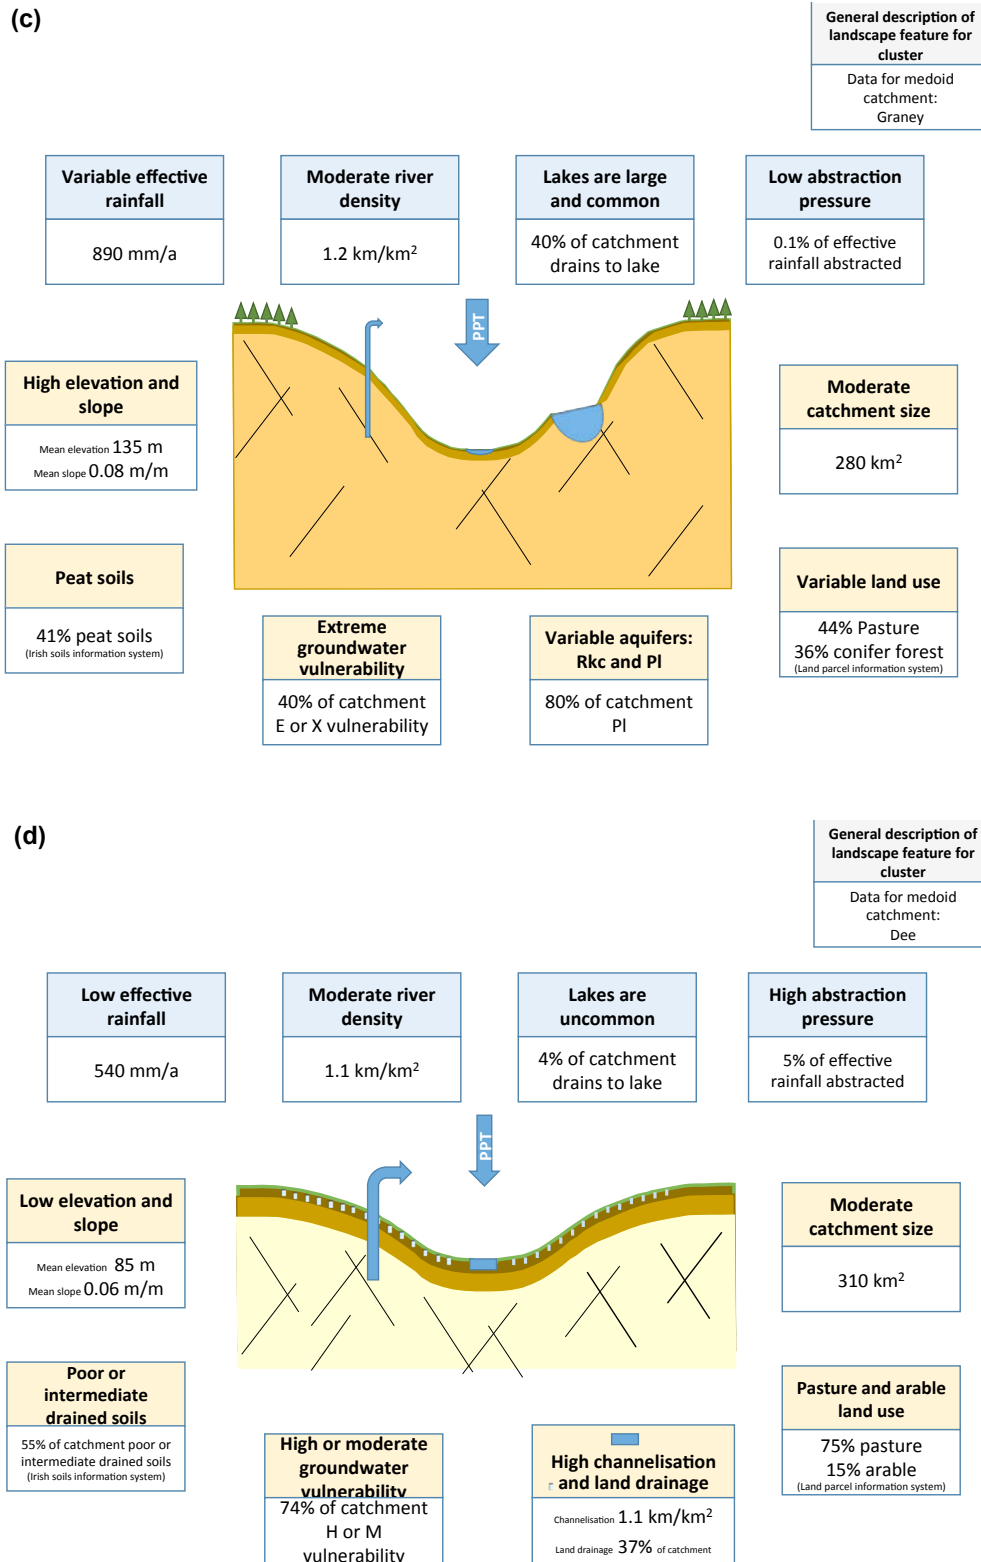 (c)
General description of
landscape feature for
cluster
Data for medoid
catchment:
Graney
Variable effective
rainfall
890 mm/a
Moderate river
density
1.2 km/km²
Lakes are large
and common
40% of catchment
drains to lake
Low abstraction
pressure
0.1% of effective
rainfall abstracted
PPT
High elevation and
slope
Mean elevation 135 m
Mean slope 0.08 m/m
Moderate
catchment size
280 km²
Peat soils
41% peat soils
(Irish soils information system)
Extreme
groundwater
vulnerability
40% of catchment
E or X vulnerability
Variable aquifers:
Rkc and Pl
80% of catchment
Pl
Variable land use
44% Pasture
36% conifer forest
(Land parcel information system)
(d)
General description of
landscape feature for
cluster
Data for medoid
catchment:
Dee
Low effective
rainfall
540 mm/a
Moderate river
density
1.1 km/km²
Lakes are
uncommon
4% of catchment
drains to lake
High abstraction
pressure
5% of effective
rainfall abstracted
PPT
Low elevation and
slope
Mean elevation 85 m
Mean slope 0.06 m/m
Moderate
catchment size
310 km²
Poor or
intermediate
drained soils
55% of catchment poor or
intermediate drained soils
(Irish soils information system)
High or moderate
groundwater
vulnerability
74% of catchment
H or M
vulnerability
High channelisation
and land drainage
Channelisation 1.1 km/km²
Land drainage 37% of catchment
Pasture and arable
land use
75% pasture
15% arable
(Land parcel information system)